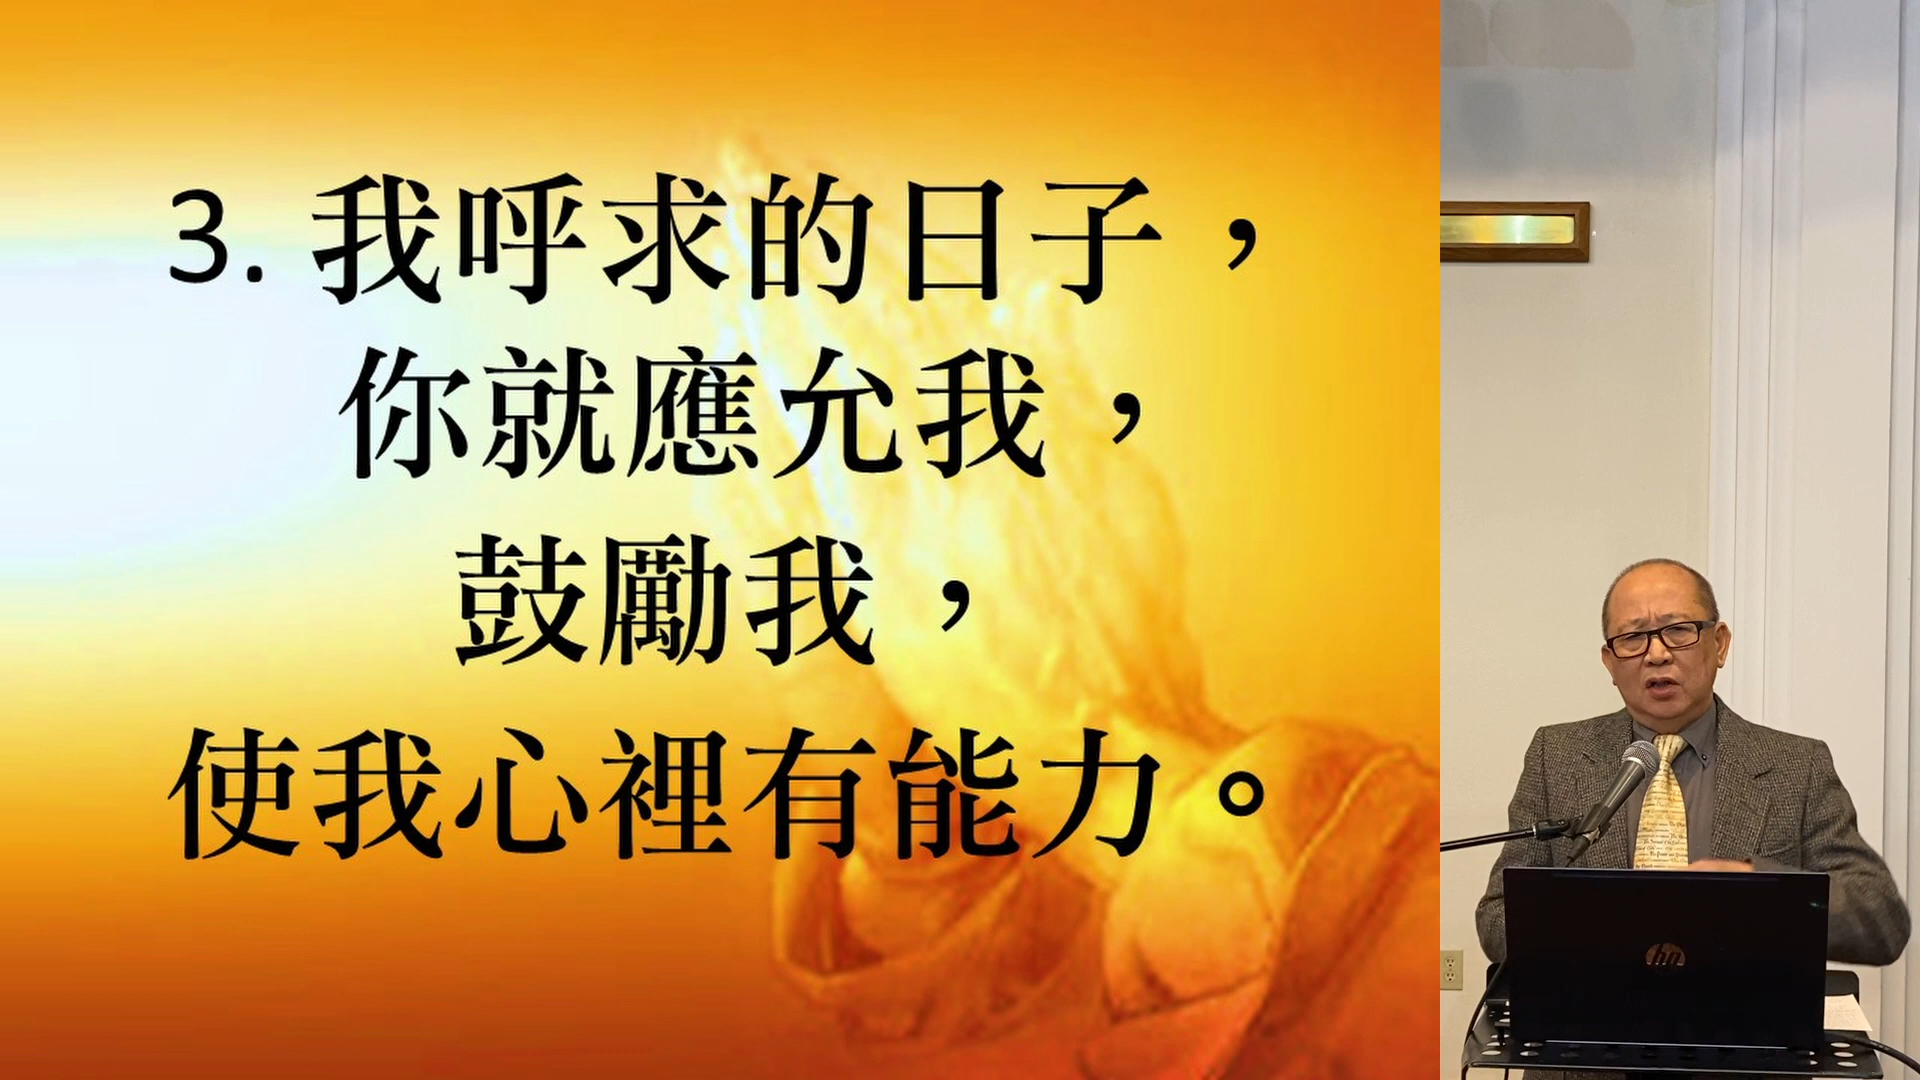 3. 我呼求的日子，
你就應允我，
鼓勵我，
使我心裡有能力。
hp